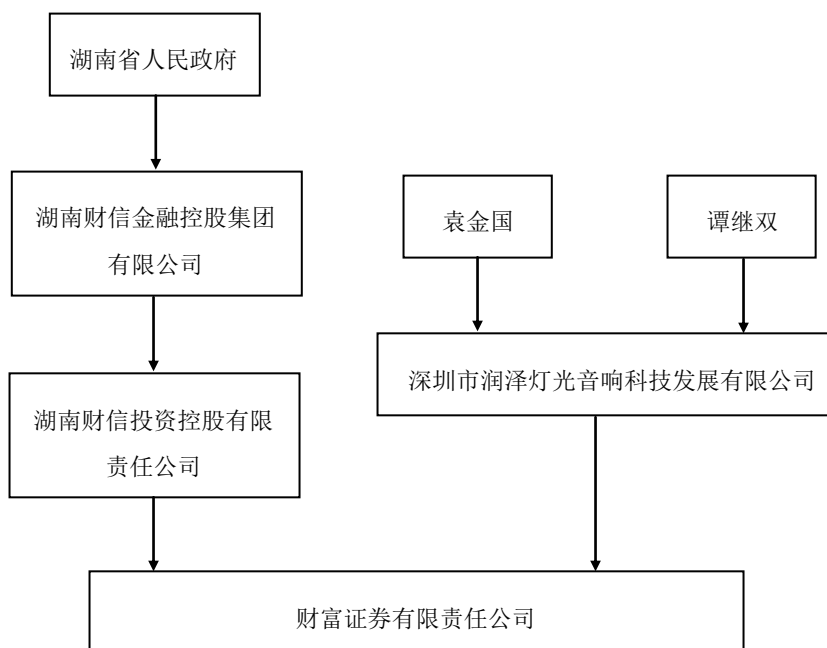 湖南省人民政府
湖南财信金融控股集团
有限公司
袁金国
谭继双
湖南财信投资控股有限
责任公司
深圳市润泽灯光音响科技发展有限公司
财富证券有限责任公司